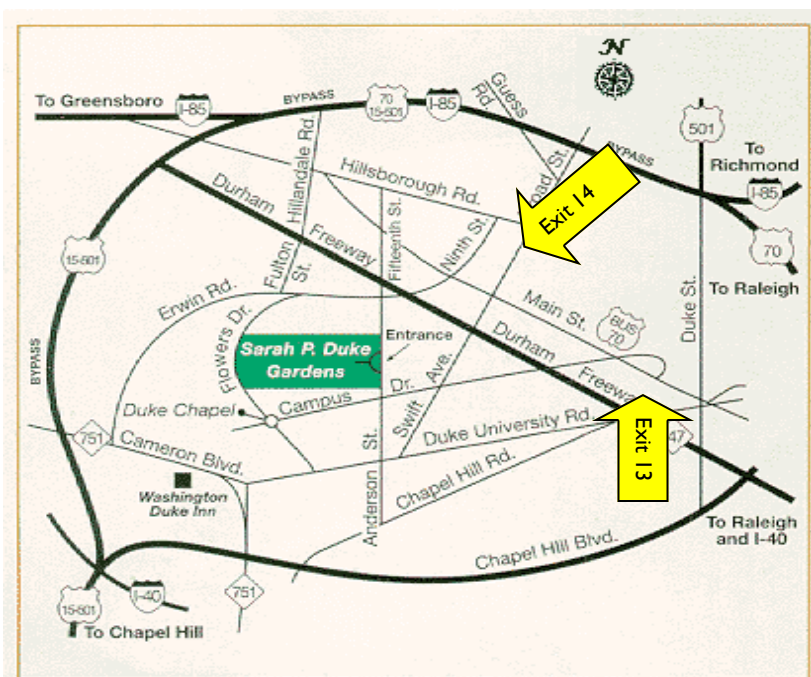 N
To Greensboro
I-85
BYPASS
70
15-501
I-85
Guess
Rd.
BYPASS
501
To
Richmond
I-85
70
To Raleigh
Hillandale Rd.
Hillsborough Rd.
Exit 14
Durham
Freeway
Fifteenth St.
Ninth St.
Fulton
St.
15-501
Erwin Rd.
Main St.
BUS
70
Duke St.
Flowers Dr.
Sarah P. Duke
Gardens
Entrance
Durham
BYPASS
Swift Ave.
Campus Dr.
Duke Chapel
751
Cameron Blvd.
Duke University Rd.
Exit 13
47
Washington
Duke Inn
Anderson St.
Chapel Hill Rd.
Chapel Hill Blvd.
To Raleigh
and I-40
15-501
I-40
751
To Chapel Hill